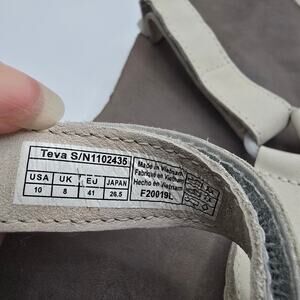 Teva S/N1102435
USA UK EU JAPAN
10 8 41 26.5
Made in Vietnam
Fabriqué en Vietnam
Hecho en Vietnam
F20019L